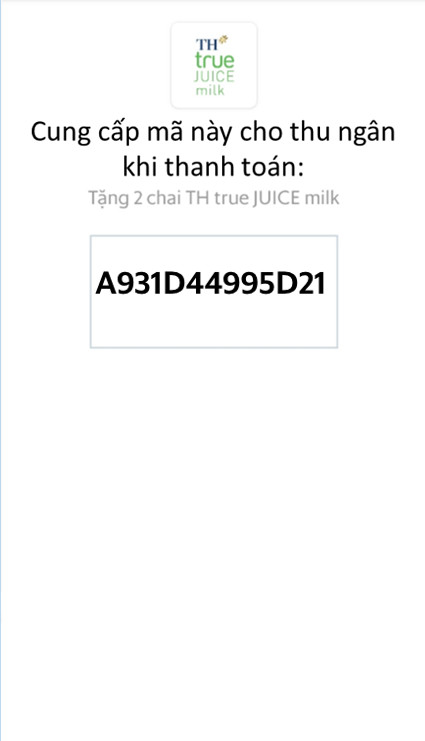 TH
true
JUICE
milk
Cung cấp mã này cho thu ngân
khi thanh toán:
Tặng 2 chai TH true JUICE milk
A931D44995D21